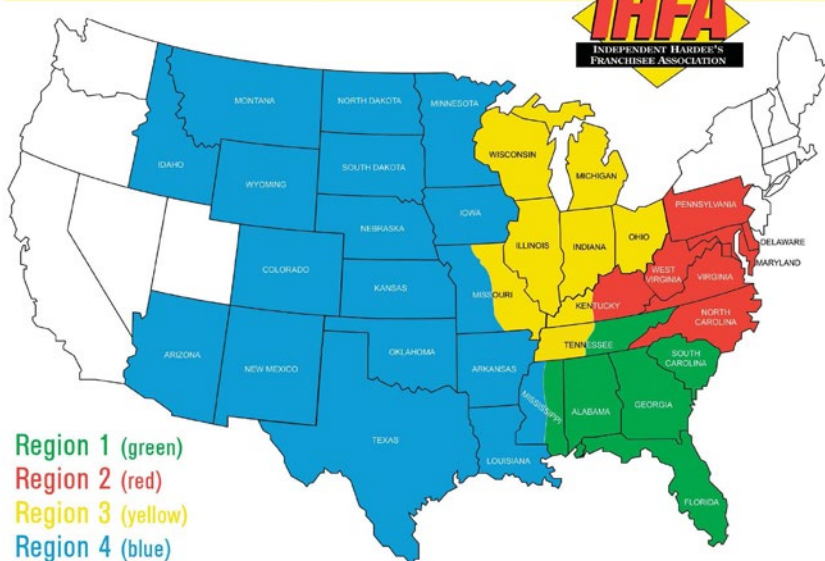 IHFA
INDEPENDENT HARDEE'S
FRANCHISEE ASSOCIATION
MONTANA
NORTH DAKOTA
MINNESOTA
IDAHO
WYOMING
SOUTH DAKOTA
WISCONSIN
MICHIGAN
NEBRASKA
IOWA
PENNSYLVANIA
ILLINOIS
INDIANA
OHIO
DELAWARE
MARYLAND
COLORADO
KANSAS
MISSOURI
WEST
VIRGINIA
VIRGINIA
KENTUCKY
NORTH
CAROLINA
ARIZONA
NEW MEXICO
OKLAHOMA
ARKANSAS
TENNESSEE
SOUTH
CAROLINA
MISSISSIPPI
ALABAMA
GEORGIA
TEXAS
LOUISIANA
FLORIDA
Region 1 (green)
Region 2 (red)
Region 3 (yellow)
Region 4 (blue)